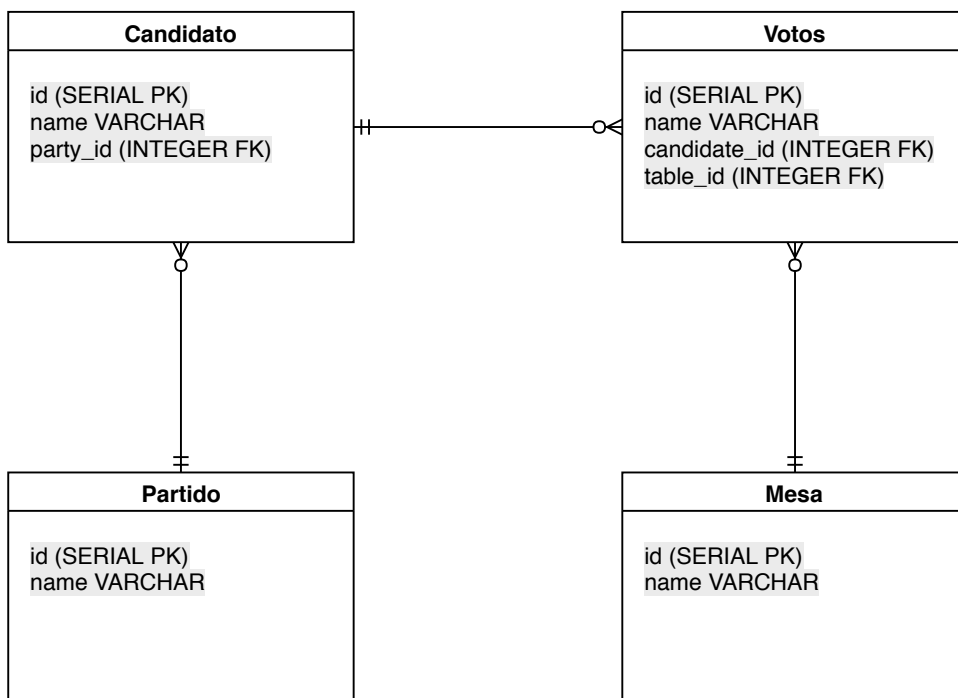 Candidato
id (SERIAL PK)
name VARCHAR
party_id (INTEGER FK)
Votos
id (SERIAL PK)
name VARCHAR
candidate_id (INTEGER FK)
table_id (INTEGER FK)
Partido
id (SERIAL PK)
name VARCHAR
Mesa
id (SERIAL PK)
name VARCHAR